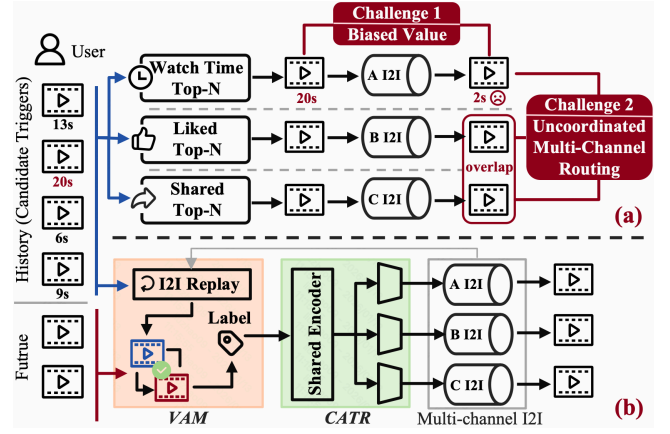 Challenge 1
Biased Value
User
History (Candidate Triggers)
13s
20s
6s
9s
Watch Time
Top-N
20s
A I2I
2s
Liked
Top-N
B I2I
overlap
Shared
Top-N
C I2I
Challenge 2
Uncoordinated
Multi-Channel
Routing
(a)
Futrue
I2I Replay
Label
VAM
Shared Encoder
CATR
A I2I
B I2I
C I2I
Multi-channel I2I
(b)